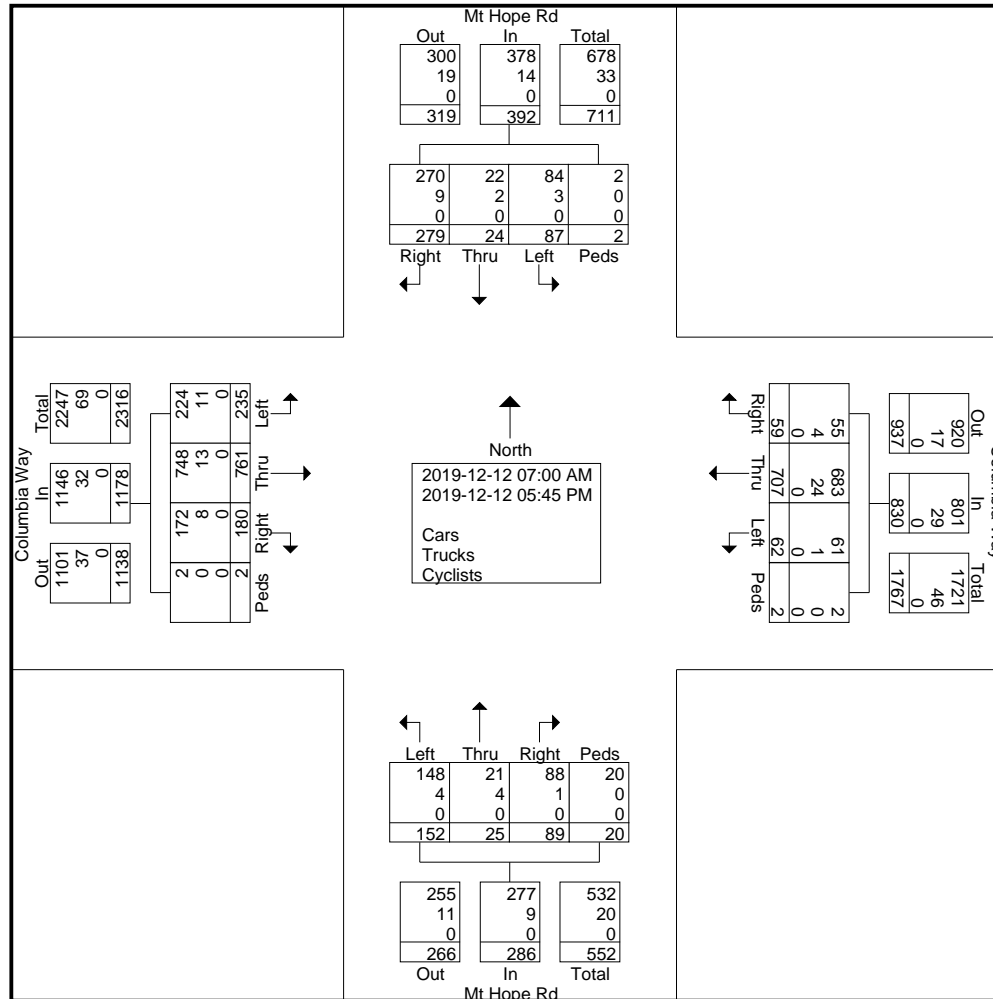 Mt Hope Rd
Out In Total
300 378 678
19 14 33
0 0 0
319 392 711
270 22 84 2
9 2 3 0
0 0 0 0
279 24 87 2
Right Thru Left Peds
Columbia Way
Total In Out
2247 1146 1101
69 32 37
0 0 0
2316 1178 1138
224 748 172 2
11 13 8 0
0 0 0 0
235 761 180 2
Left Thru Right Peds
North
2019-12-12 07:00 AM
2019-12-12 05:45 PM
Cars
Trucks
Cyclists
Right Thru Left Peds
55 683 61 2
4 24 1 0
0 0 0 0
59 707 62 2
Out In Total
920 801 1721
17 29 46
0 0 0
937 830 1767
Left Thru Right Peds
148 21 88 20
4 4 1 0
0 0 0 0
152 25 89 20
255 277 532
11 9 20
0 0 0
266 286 552
Out In Total
Mt Hope Rd